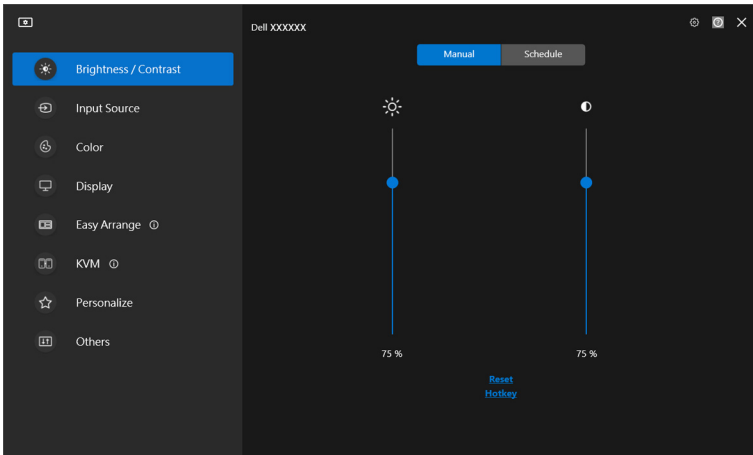 Dell XXXXXX
Manual
Schedule
Brightness / Contrast
Input Source
Color
Display
Easy Arrange
KVM
Personalize
Others
75 %
75 %
Reset
Hotkey